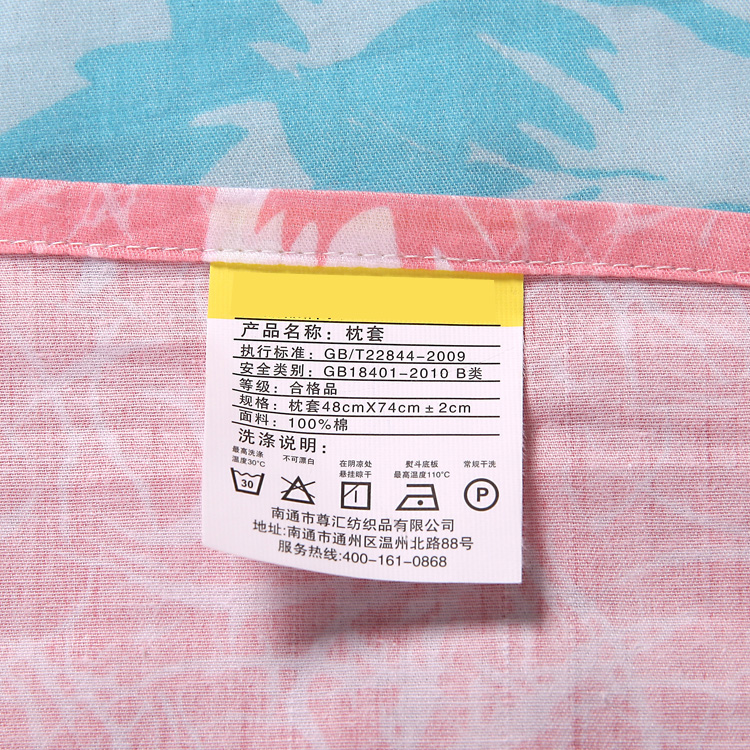 产品名称：枕套
执行标准：GB/T22844-2009
安全类别：GB18401-2010 B类
等级：合格品
规格：枕套48cmX74cm±2cm
面料：100%棉
洗涤说明：
最高洗涤 不可漂白 在阴凉处 熨斗底板 常规干洗
温度30°C 悬挂晾干 最高温度110°C
30 P
南通市尊汇纺织品有限公司
地址:南通市通州区温州北路88号
服务热线:400-161-0868